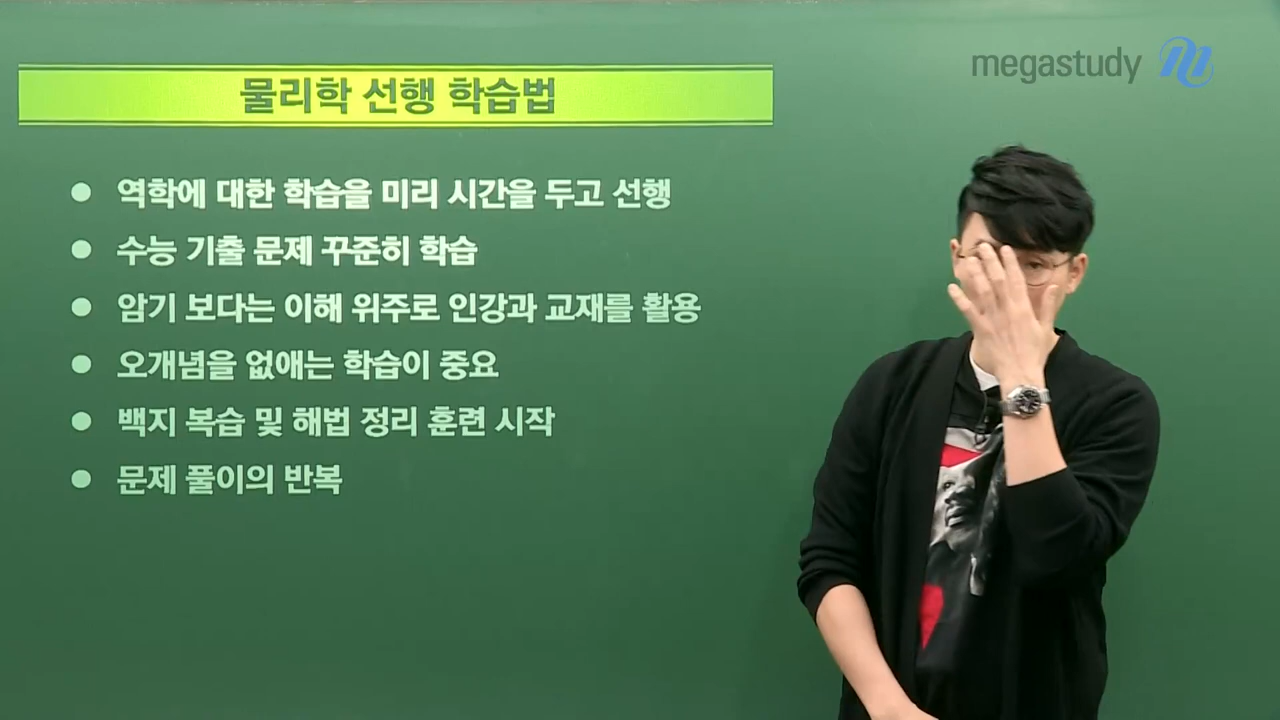 megastudy
물리학 선행 학습법
● 역학에 대한 학습을 미리 시간을 두고 선행
● 수능 기출 문제 꾸준히 학습
● 암기 보다는 이해 위주로 인강과 교재를 활용
● 오개념을 없애는 학습이 중요
● 백지 복습 및 해법 정리 훈련 시작
● 문제 풀이의 반복